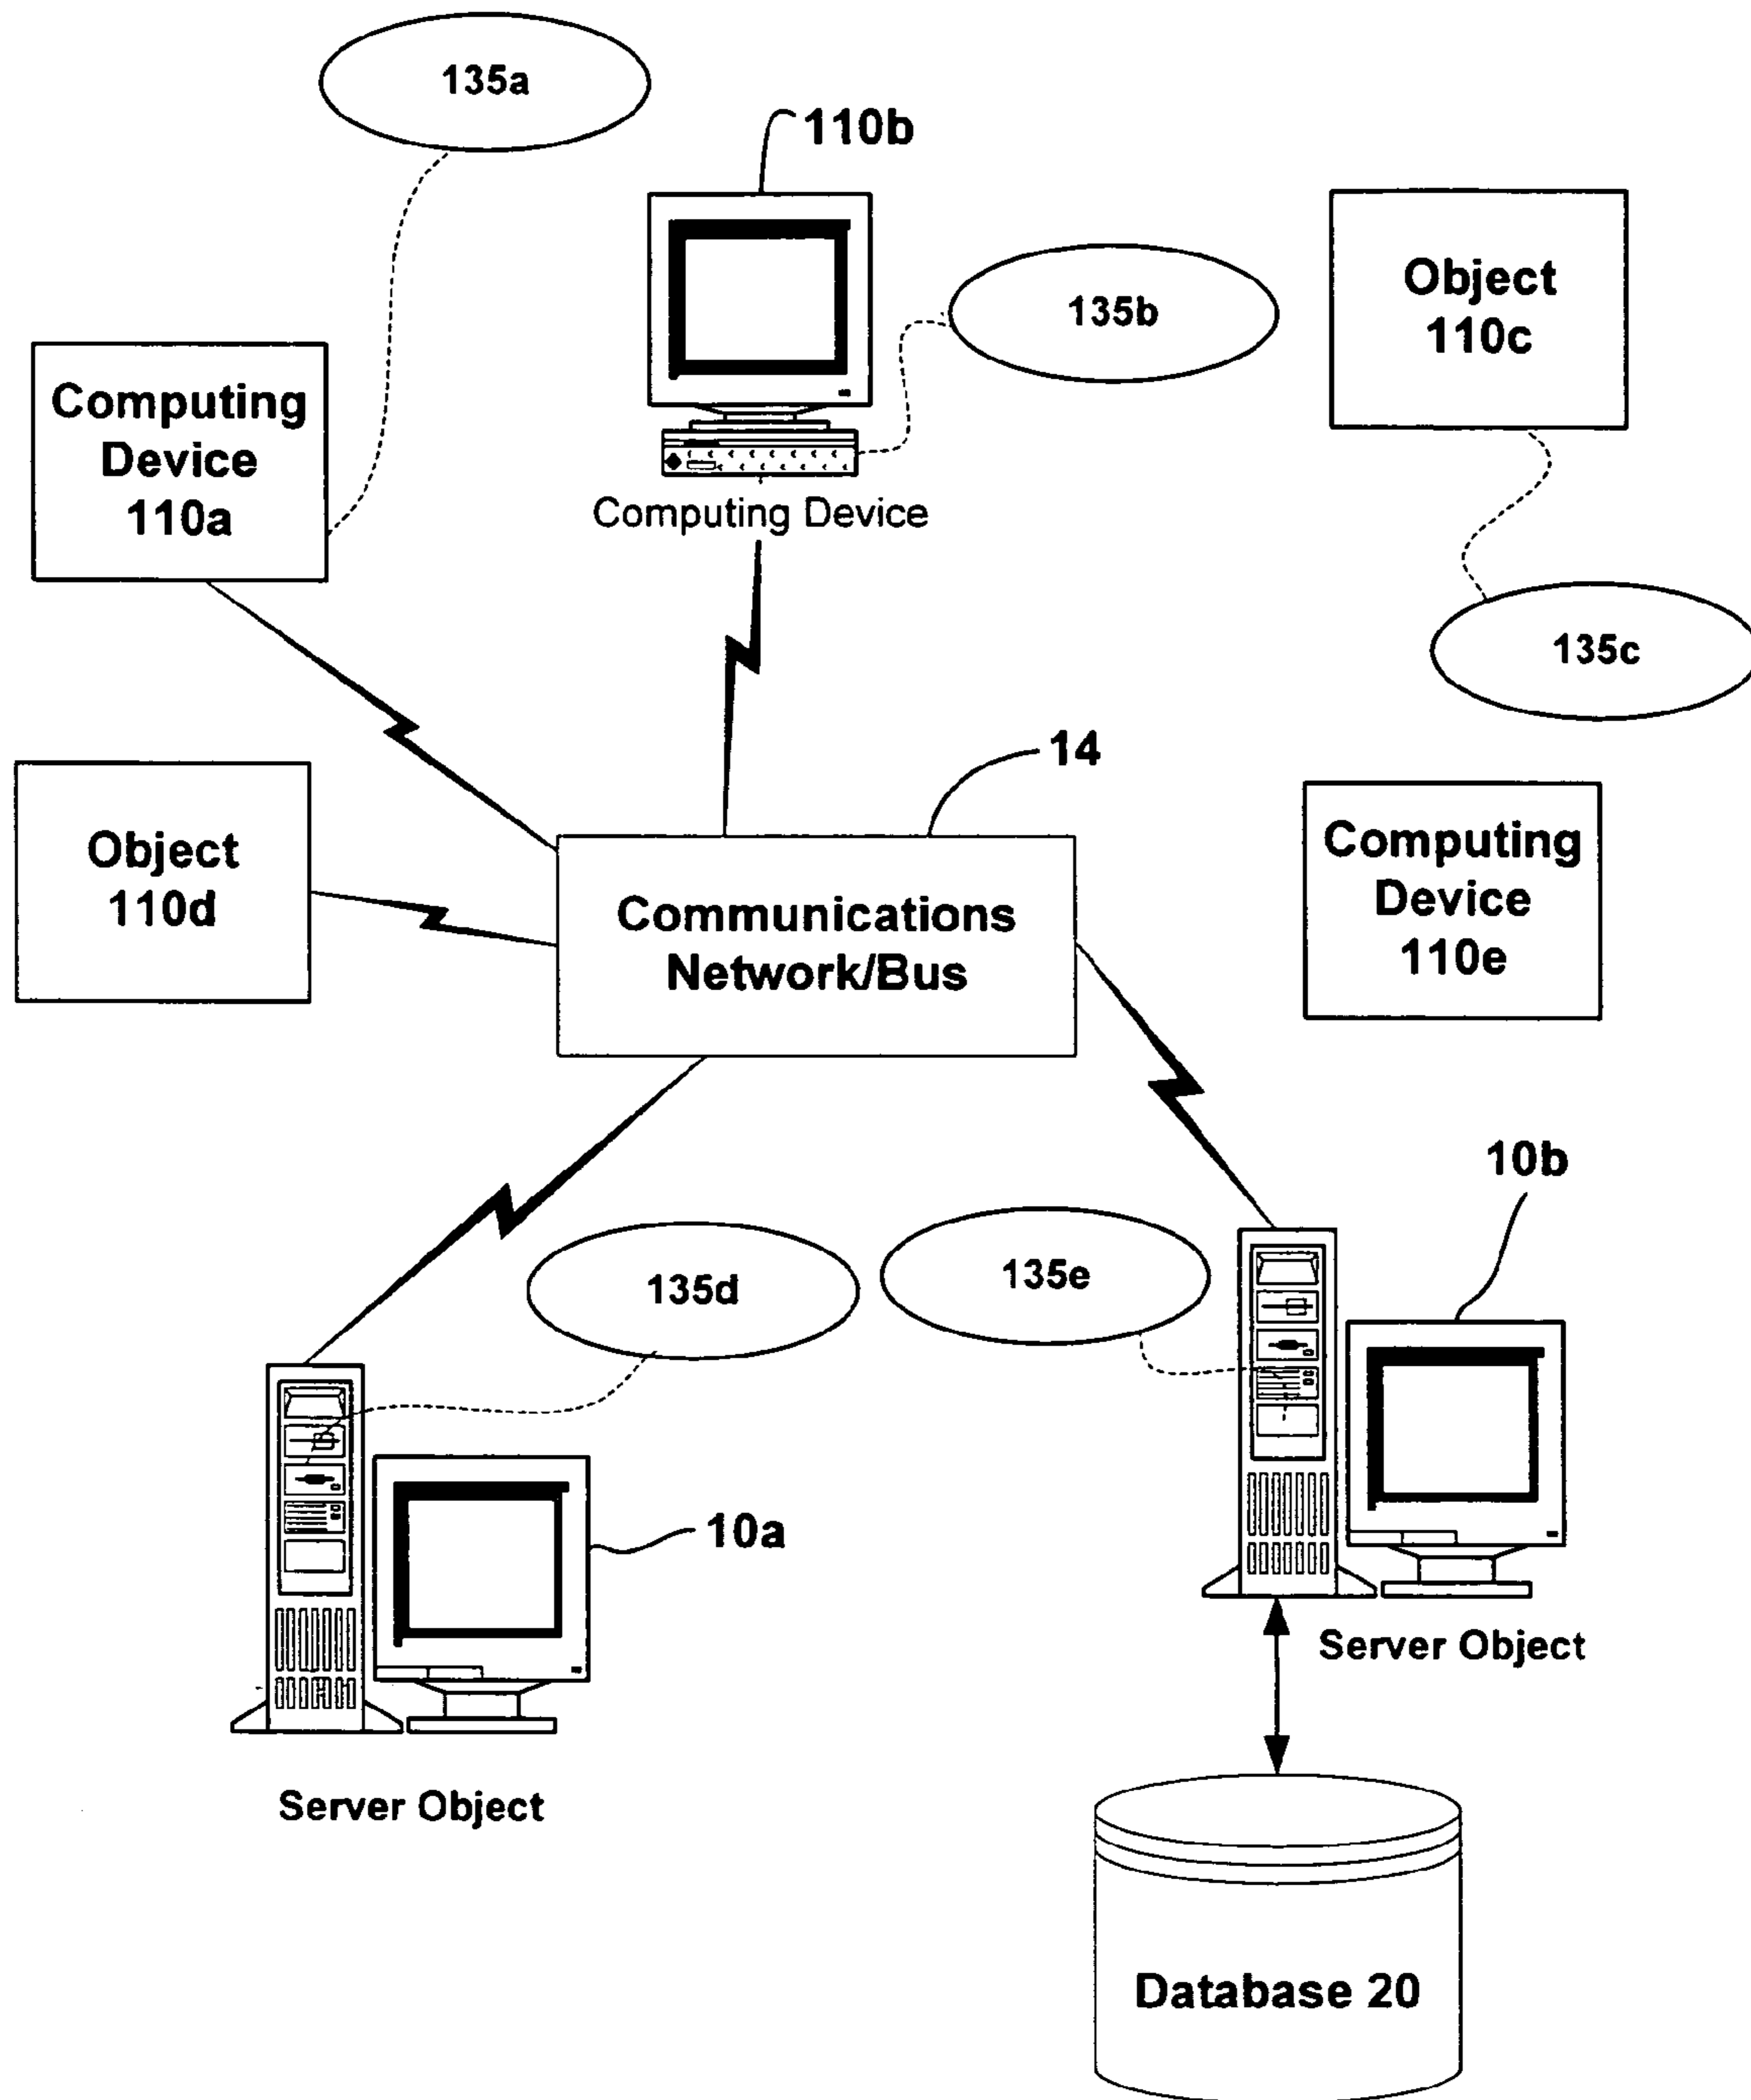 135a
110b
135b
Object
110c
Computing
Device
110a
Computing Device
135c
14
Object
110d
Communications
Network/Bus
Computing
Device
110e
10b
135d
135e
10a
Server Object
Server Object
Database 20